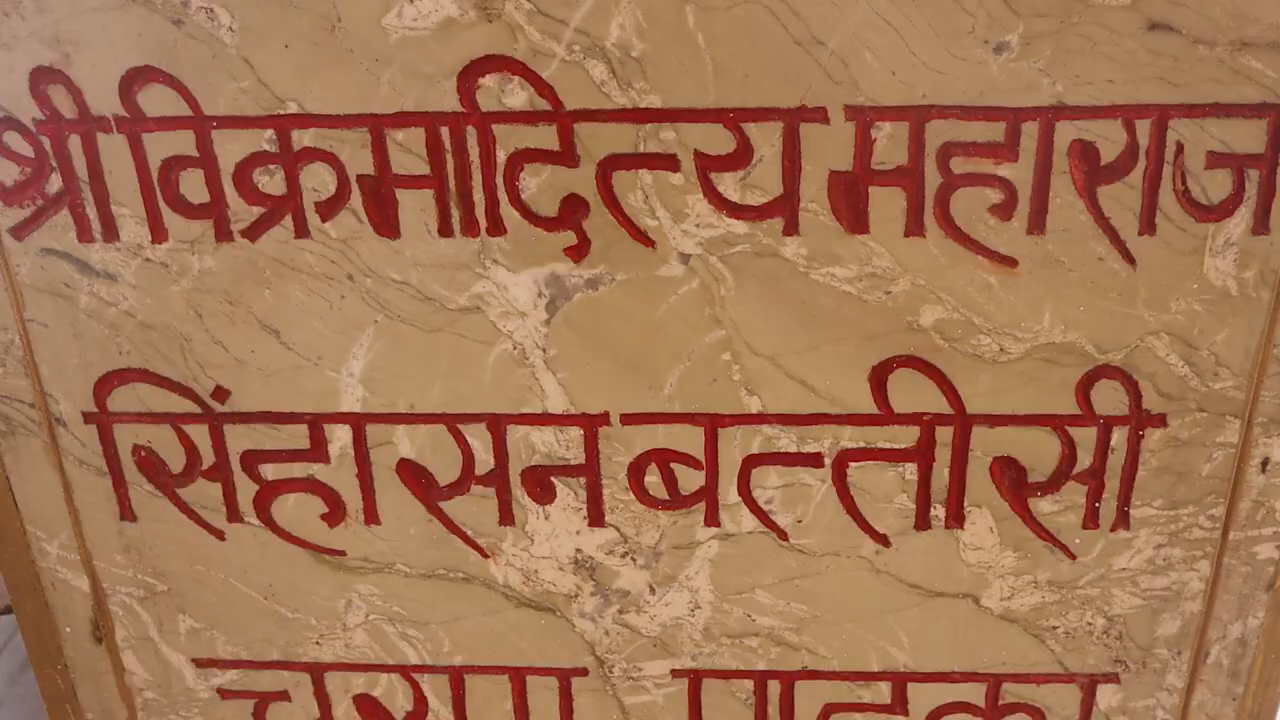 श्री विक्रमादित्य महाराज
सिंहासन बत्तीसी
चरण पादुका